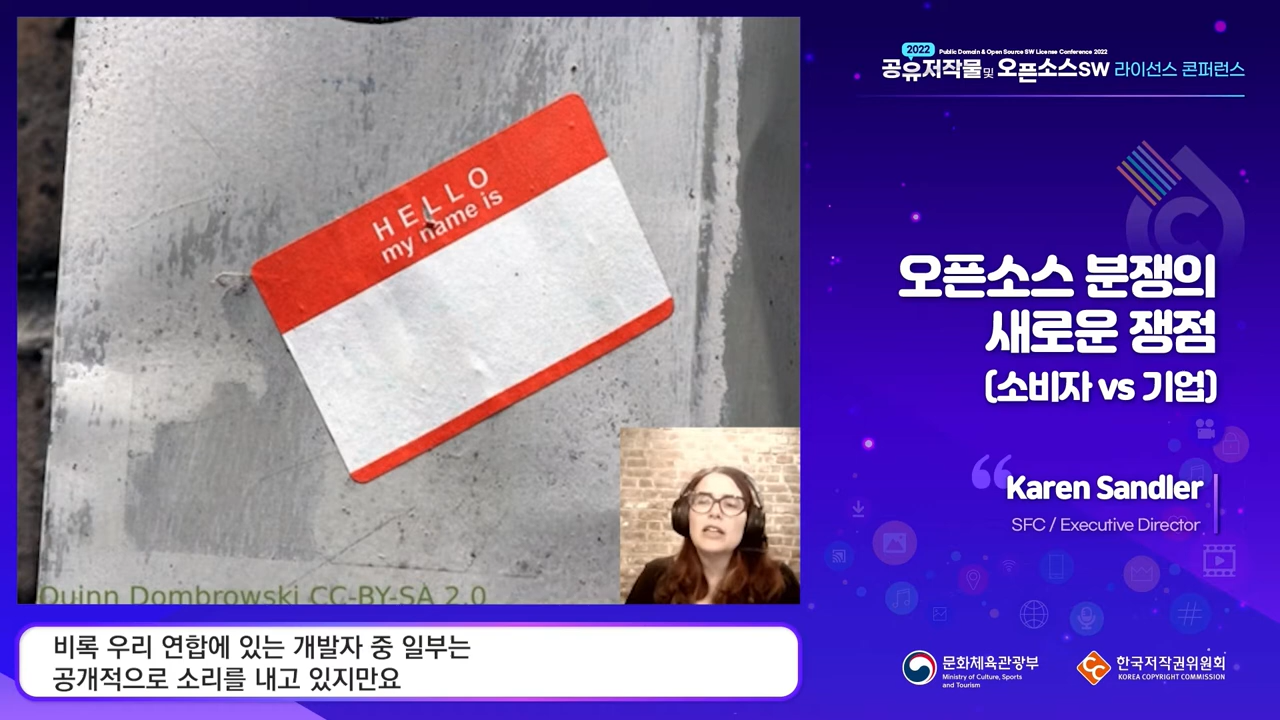 HELLO
my name is
Quinn Dombrowski CC-BY-SA 2.0
비록 우리 연합에 있는 개발자 중 일부는
공개적으로 소리를 내고 있지만요
2022 Public Domain & Open Source SW License Conference 2022
공유저작물 및 오픈소스SW 라이선스 콘퍼런스
오픈소스 분쟁의
새로운 쟁점
(소비자 vs 기업)
“
Karen Sandler
SFC / Executive Director
문화체육관광부
Ministry of Culture, Sports
and Tourism
한국저작권위원회
KOREA COPYRIGHT COMMISSION